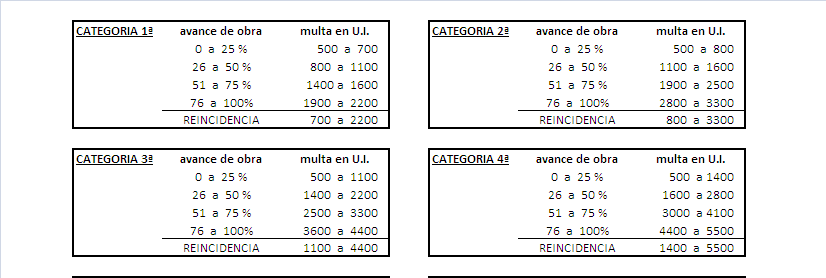 CATEGORIA 1ª avance de obra multa en U.I.
0 a 25 % 500 a 700
26 a 50 % 800 a 1100
51 a 75 % 1400 a 1600
76 a 100% 1900 a 2200
REINCIDENCIA 700 a 2200
CATEGORIA 2ª avance de obra multa en U.I.
0 a 25 % 500 a 800
26 a 50 % 1100 a 1600
51 a 75 % 1900 a 2500
76 a 100% 2800 a 3300
REINCIDENCIA 800 a 3300
CATEGORIA 3ª avance de obra multa en U.I.
0 a 25 % 500 a 1100
26 a 50 % 1400 a 2200
51 a 75 % 2500 a 3300
76 a 100% 3600 a 4400
REINCIDENCIA 1100 a 4400
CATEGORIA 4ª avance de obra multa en U.I.
0 a 25 % 500 a 1400
26 a 50 % 1600 a 2800
51 a 75 % 3000 a 4100
76 a 100% 4400 a 5500
REINCIDENCIA 1400 a 5500